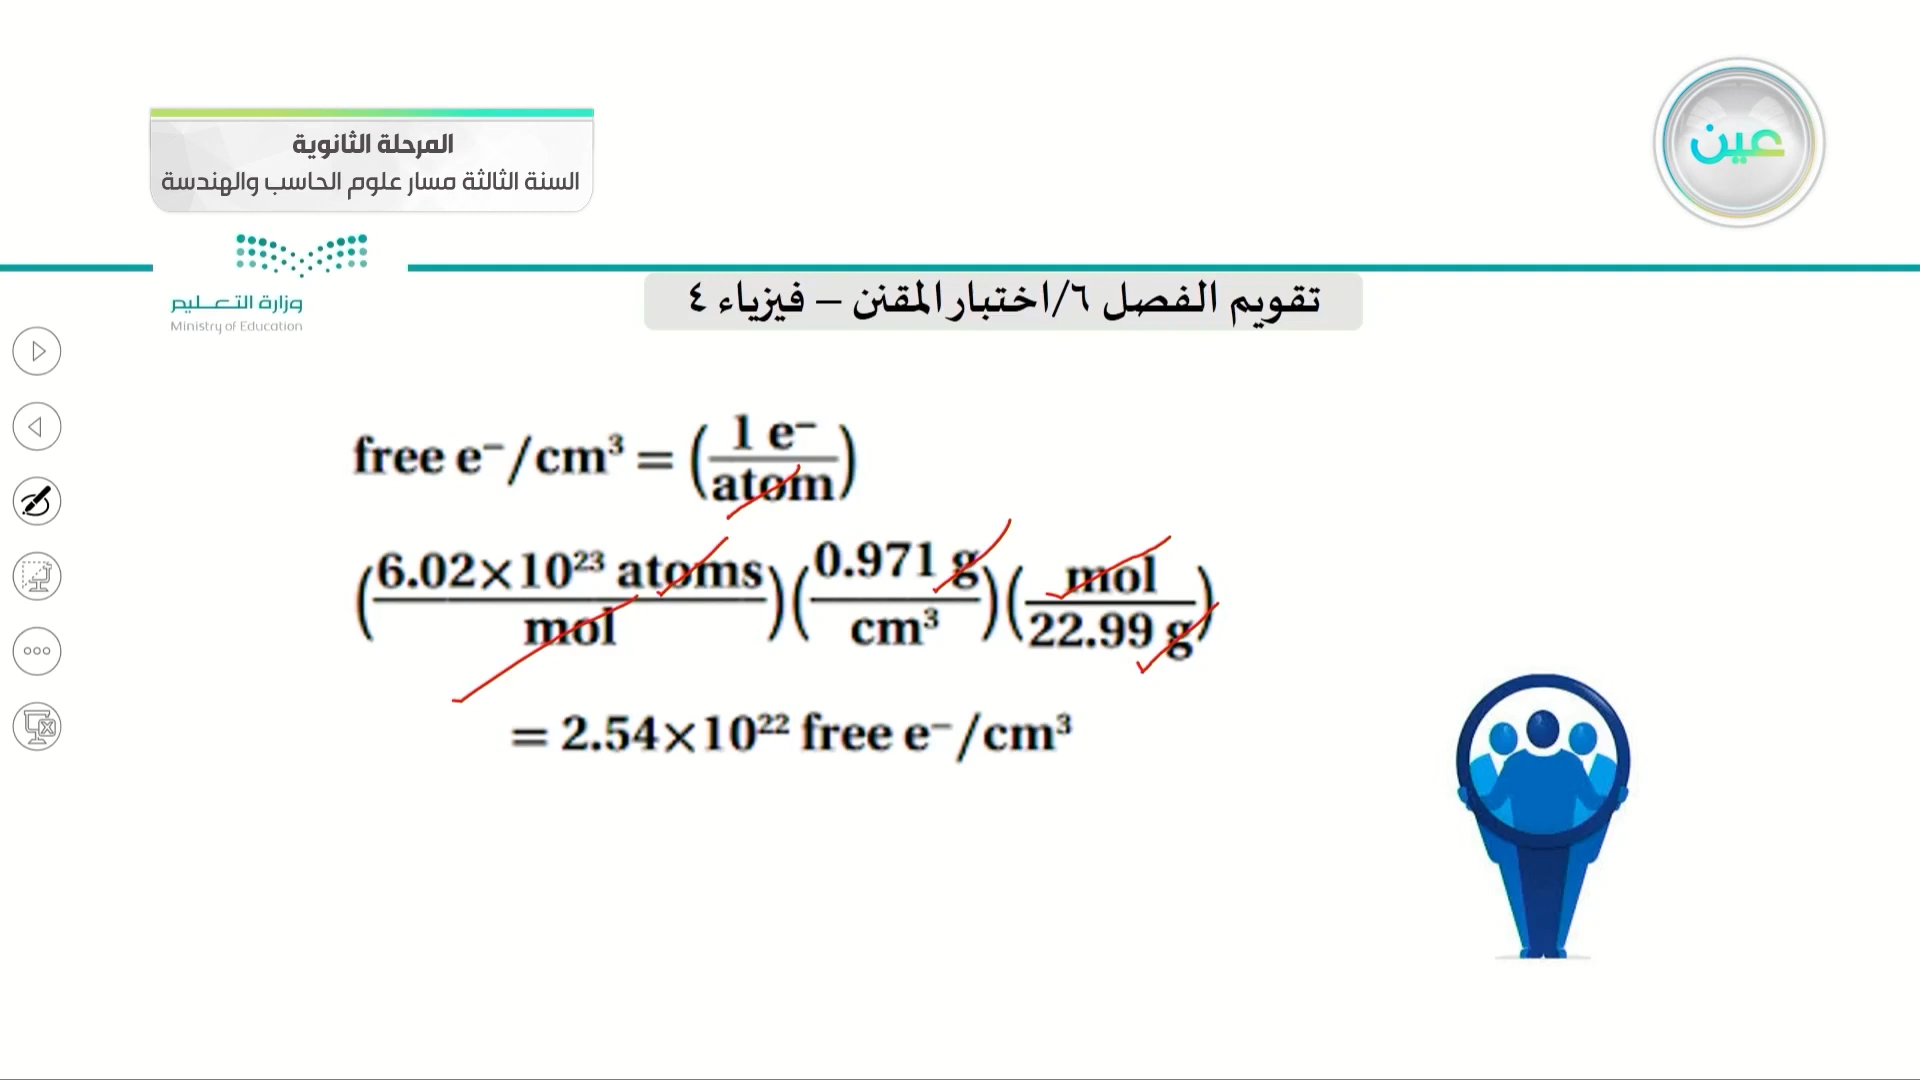 المرحلة الثانوية
السنة الثالثة مسار علوم الحاسب والهندسة
عين
وزارة التعليم
Ministry of Education
تقويم الفصل ٦/اختبار المقنن – فيزياء ٤
free e⁻/cm³ = (1 e⁻/atom)
(6.02×10²³ atoms/mol)(0.971 g/cm³)(mol/22.99 g)
= 2.54×10²² free e⁻/cm³